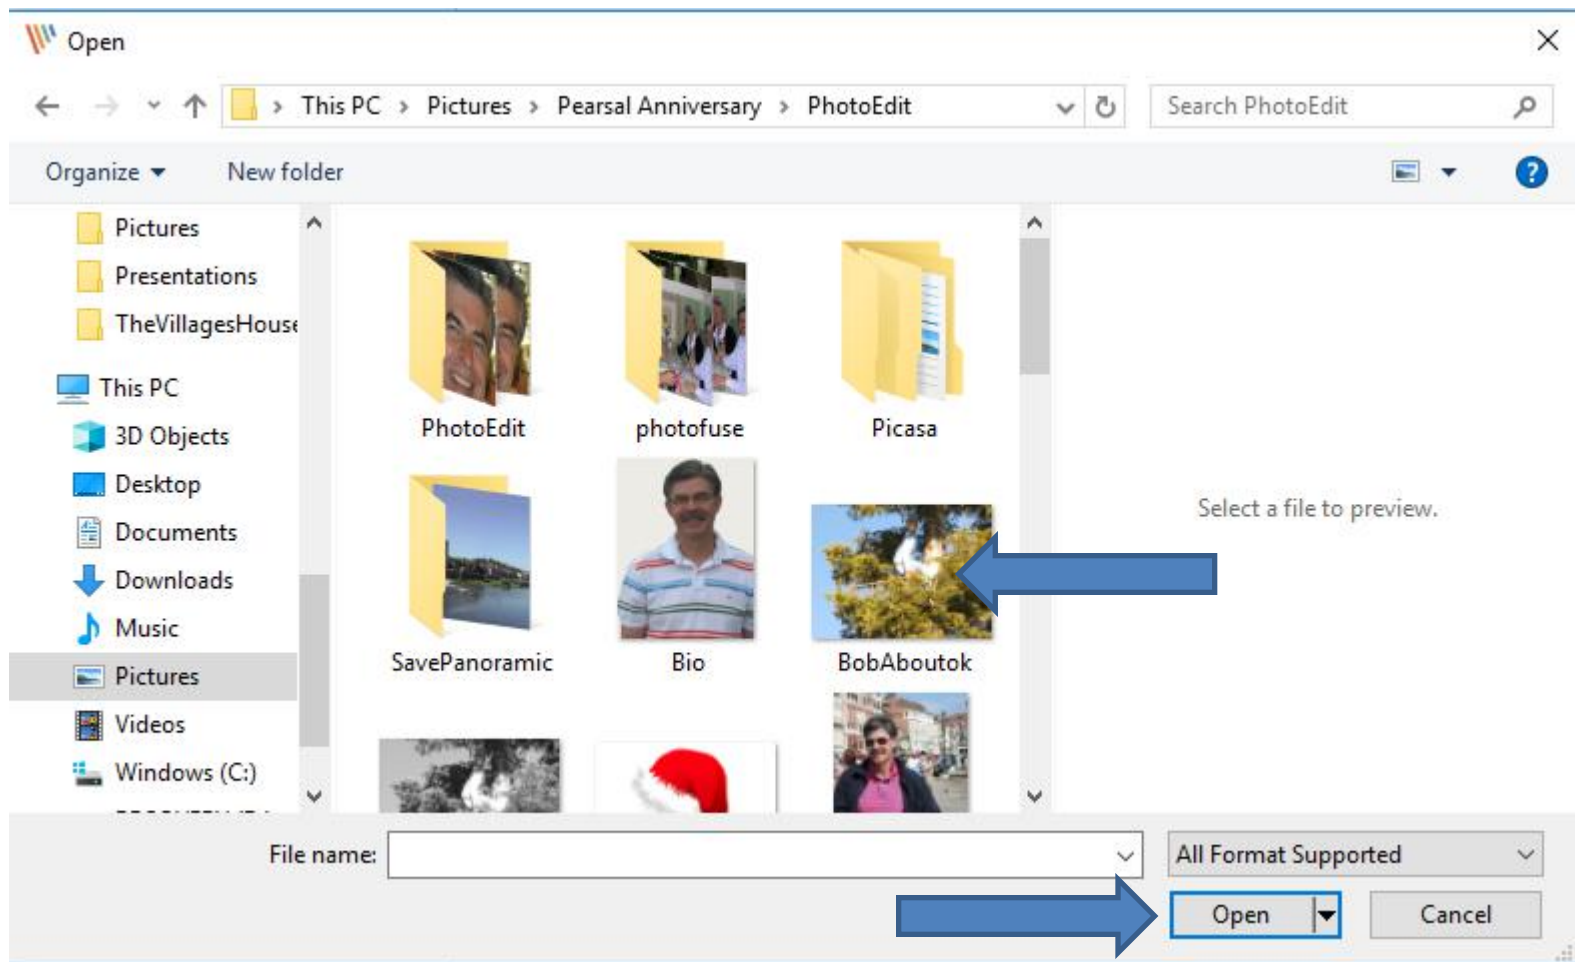 Open
This PC > Pictures > Pearsal Anniversary > PhotoEdit
Search PhotoEdit
Organize
New folder
Pictures
Presentations
TheVillagesHouse
This PC
3D Objects
Desktop
Documents
Downloads
Music
Pictures
Videos
Windows (C:)
PhotoEdit
photofuse
Picasa
SavePanoramic
Bio
BobAboutok
Select a file to preview.
File name:
All Format Supported
Open
Cancel